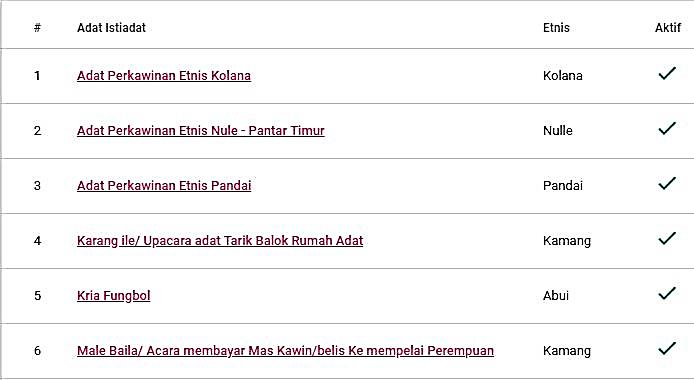 # Adat Istiadat Etnis Aktif
1 Adat Perkawinan Etnis Kolana Kolana
2 Adat Perkawinan Etnis Nule - Pantar Timur Nulle
3 Adat Perkawinan Etnis Pandai Pandai
4 Karang ile/ Upacara adat Tarik Balok Rumah Adat Kamang
5 Kria Fungbol Abui
6 Male Baila/ Acara membayar Mas Kawin/belis Ke mempelai Perempuan Kamang